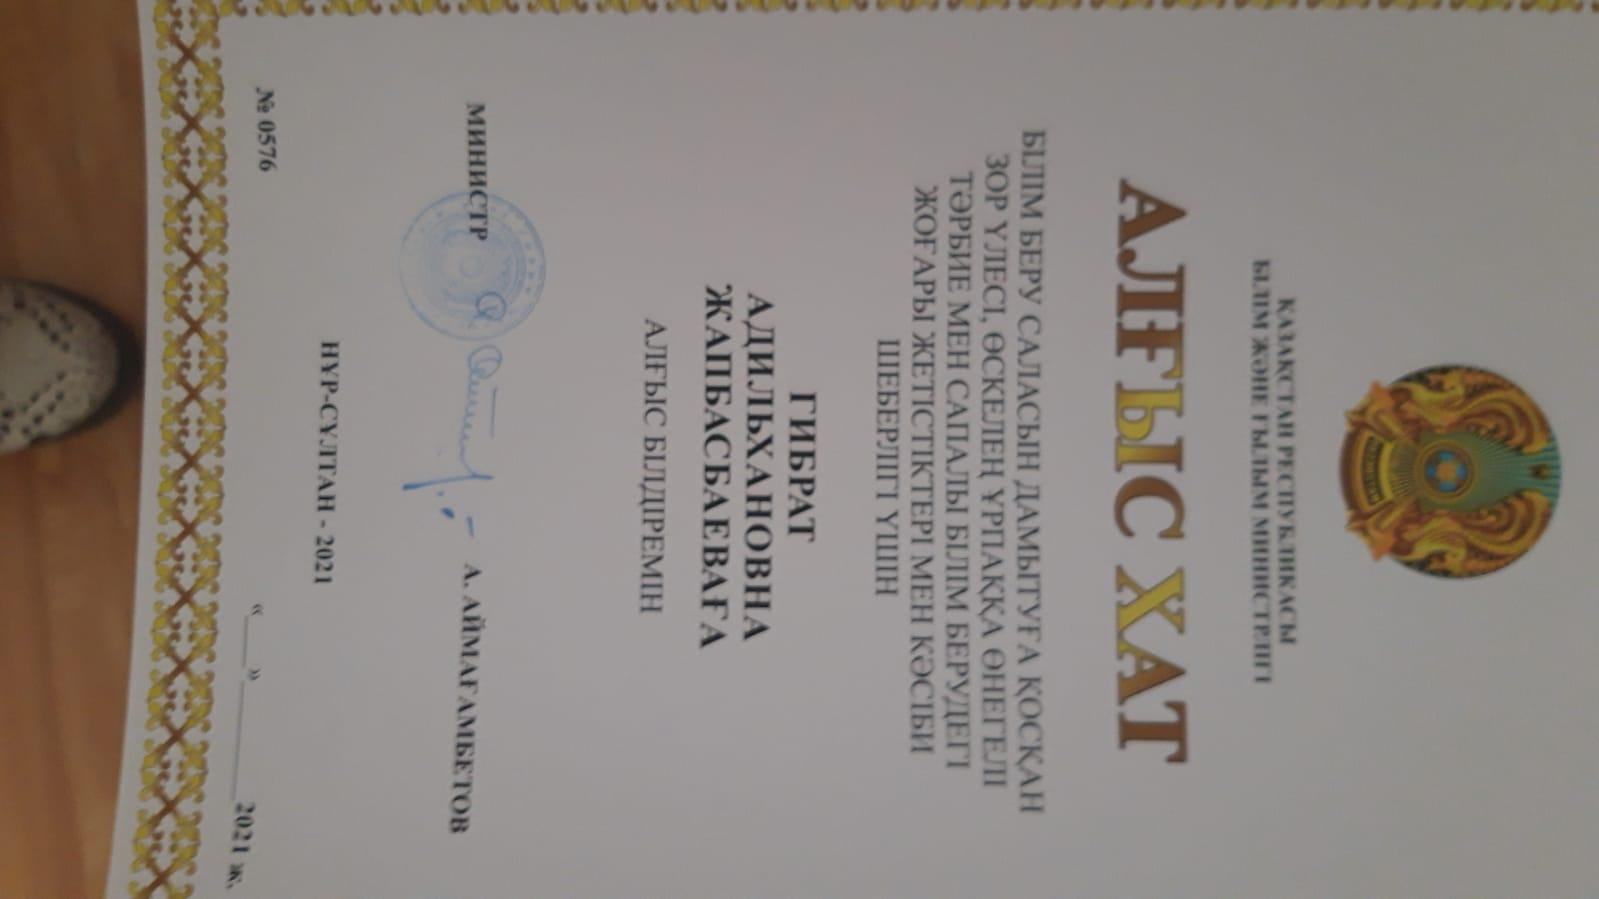 ҚАЗАҚСТАН РЕСПУБЛИКАСЫ
БІЛІМ ЖӘНЕ ҒЫЛЫМ МИНИСТРЛІГІ
АЛҒЫС ХАТ
БІЛІМ БЕРУ САЛАСЫН ДАМЫТУҒА ҚОСҚАН
ЗОР ҮЛЕСІ, ӨСКЕЛЕҢ ҰРПАҚҚА ӨНЕГЕЛІ
ТӘРБИЕ МЕН САПАЛЫ БІЛІМ БЕРУДЕГІ
ЖОҒАРЫ ЖЕТІСТІКТЕРІ МЕН КӘСІБИ
ШЕБЕРЛІГІ ҮШІН
ГИБРАТ
АДИЛЬХАНОВНА
ЖАПБАСБАЕВАҒА
АЛҒЫС БІЛДІРЕМІН
МИНИСТР А. АЙМАҒАМБЕТОВ
НҰР-СҰЛТАН - 2021
№ 0576 «___» _________ 2021 ж.